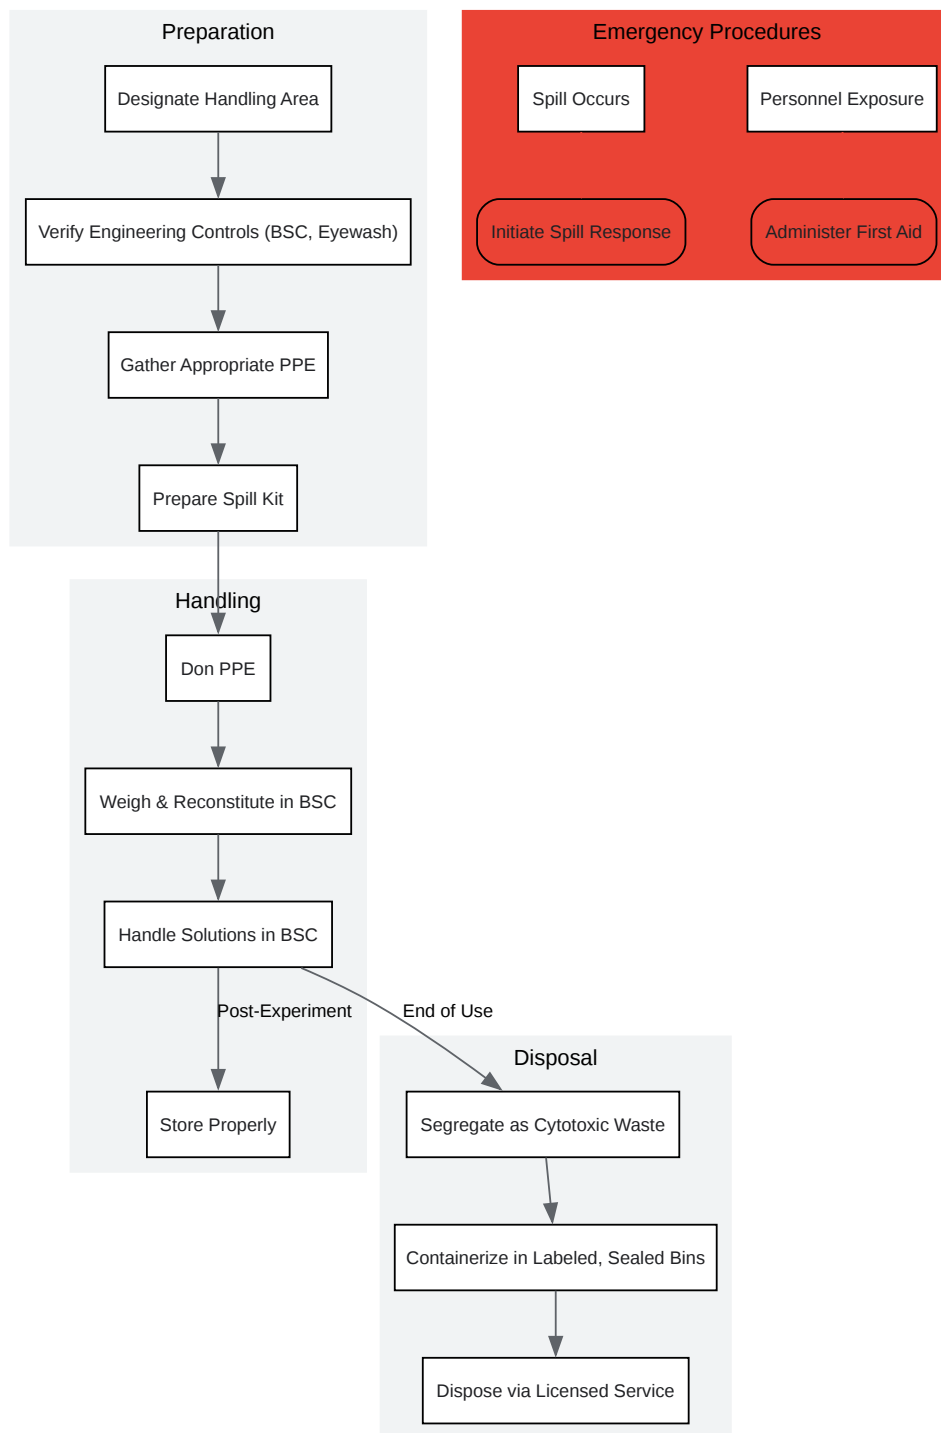 Preparation
Designate Handling Area
Verify Engineering Controls (BSC, Eyewash)
Gather Appropriate PPE
Prepare Spill Kit
Emergency Procedures
Spill Occurs
Personnel Exposure
Initiate Spill Response
Administer First Aid
Handling
Don PPE
Weigh & Reconstitute in BSC
Handle Solutions in BSC
Post-Experiment
End of Use
Store Properly
Disposal
Segregate as Cytotoxic Waste
Containerize in Labeled, Sealed Bins
Dispose via Licensed Service